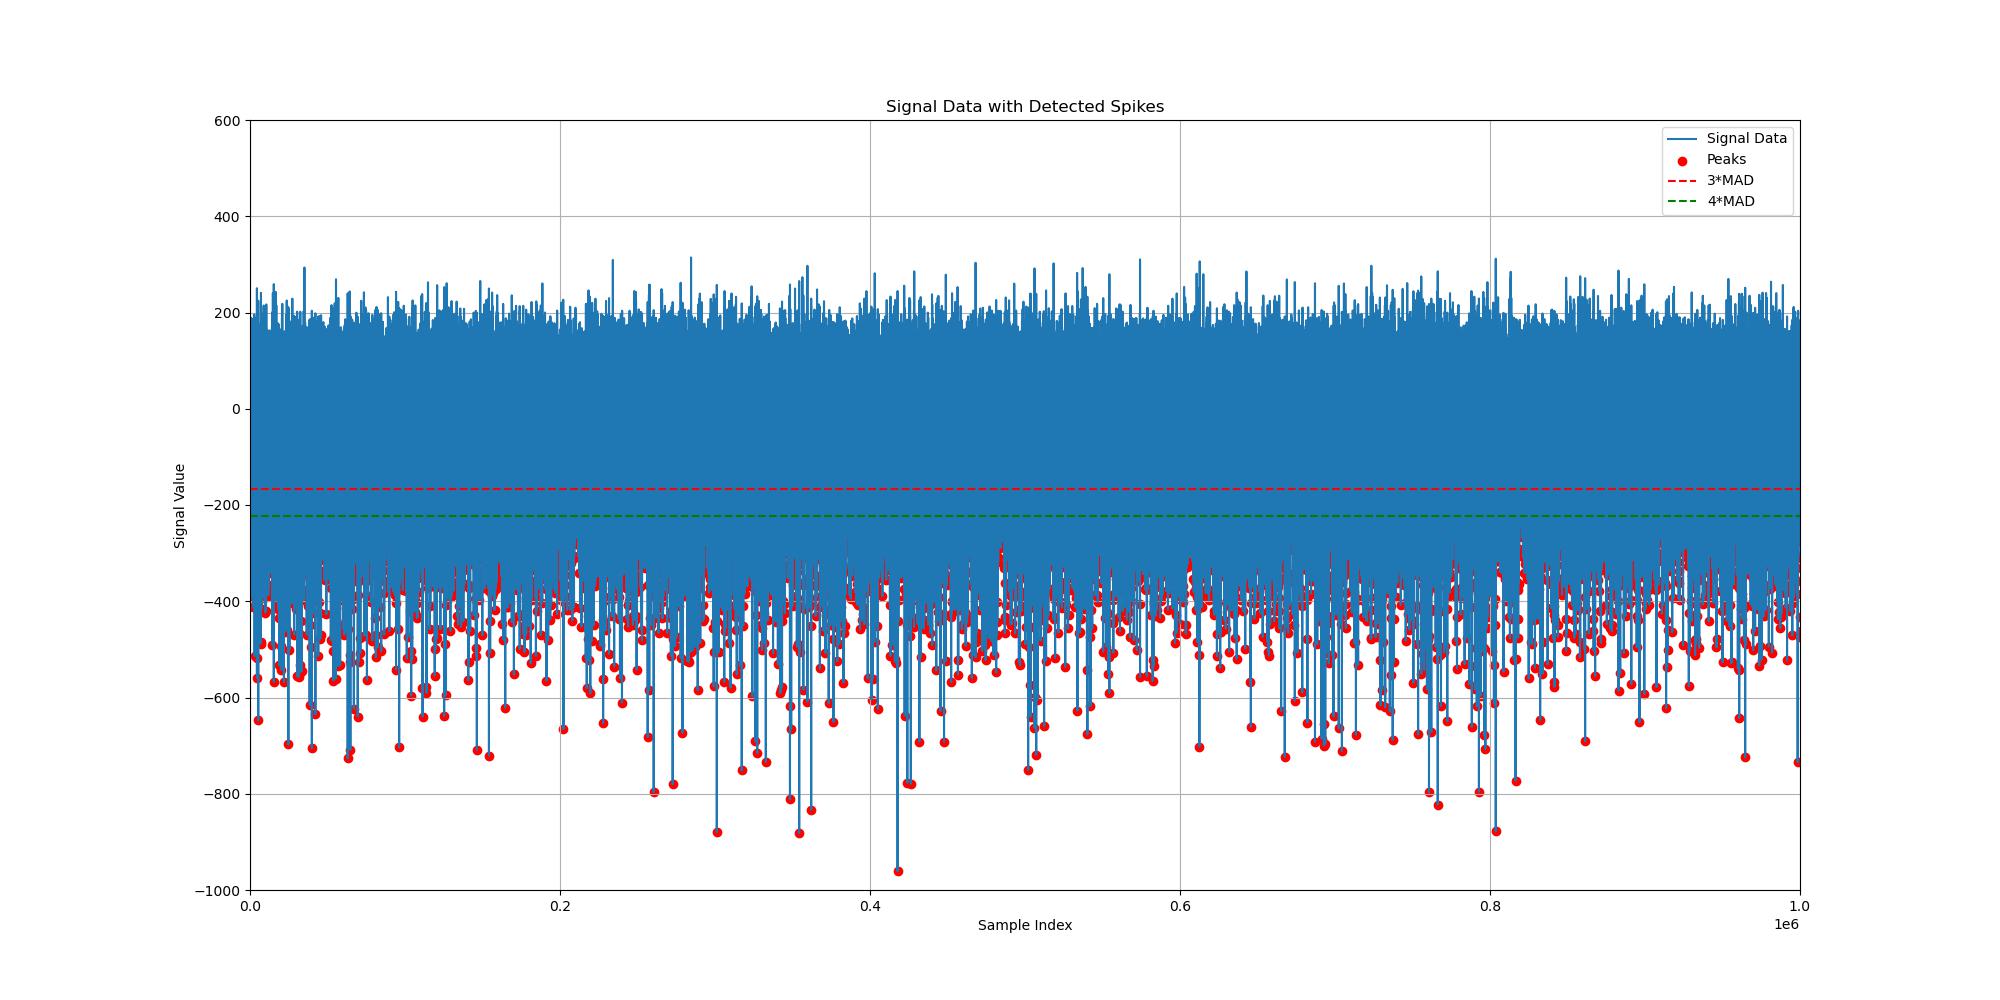 Signal Data with Detected Spikes
Signal Data
Peaks
3*MAD
4*MAD
600
400
200
0
−200
−400
−600
−800
−1000
Signal Value
0.0
0.2
0.4
0.6
0.8
1.0
1e6
Sample Index